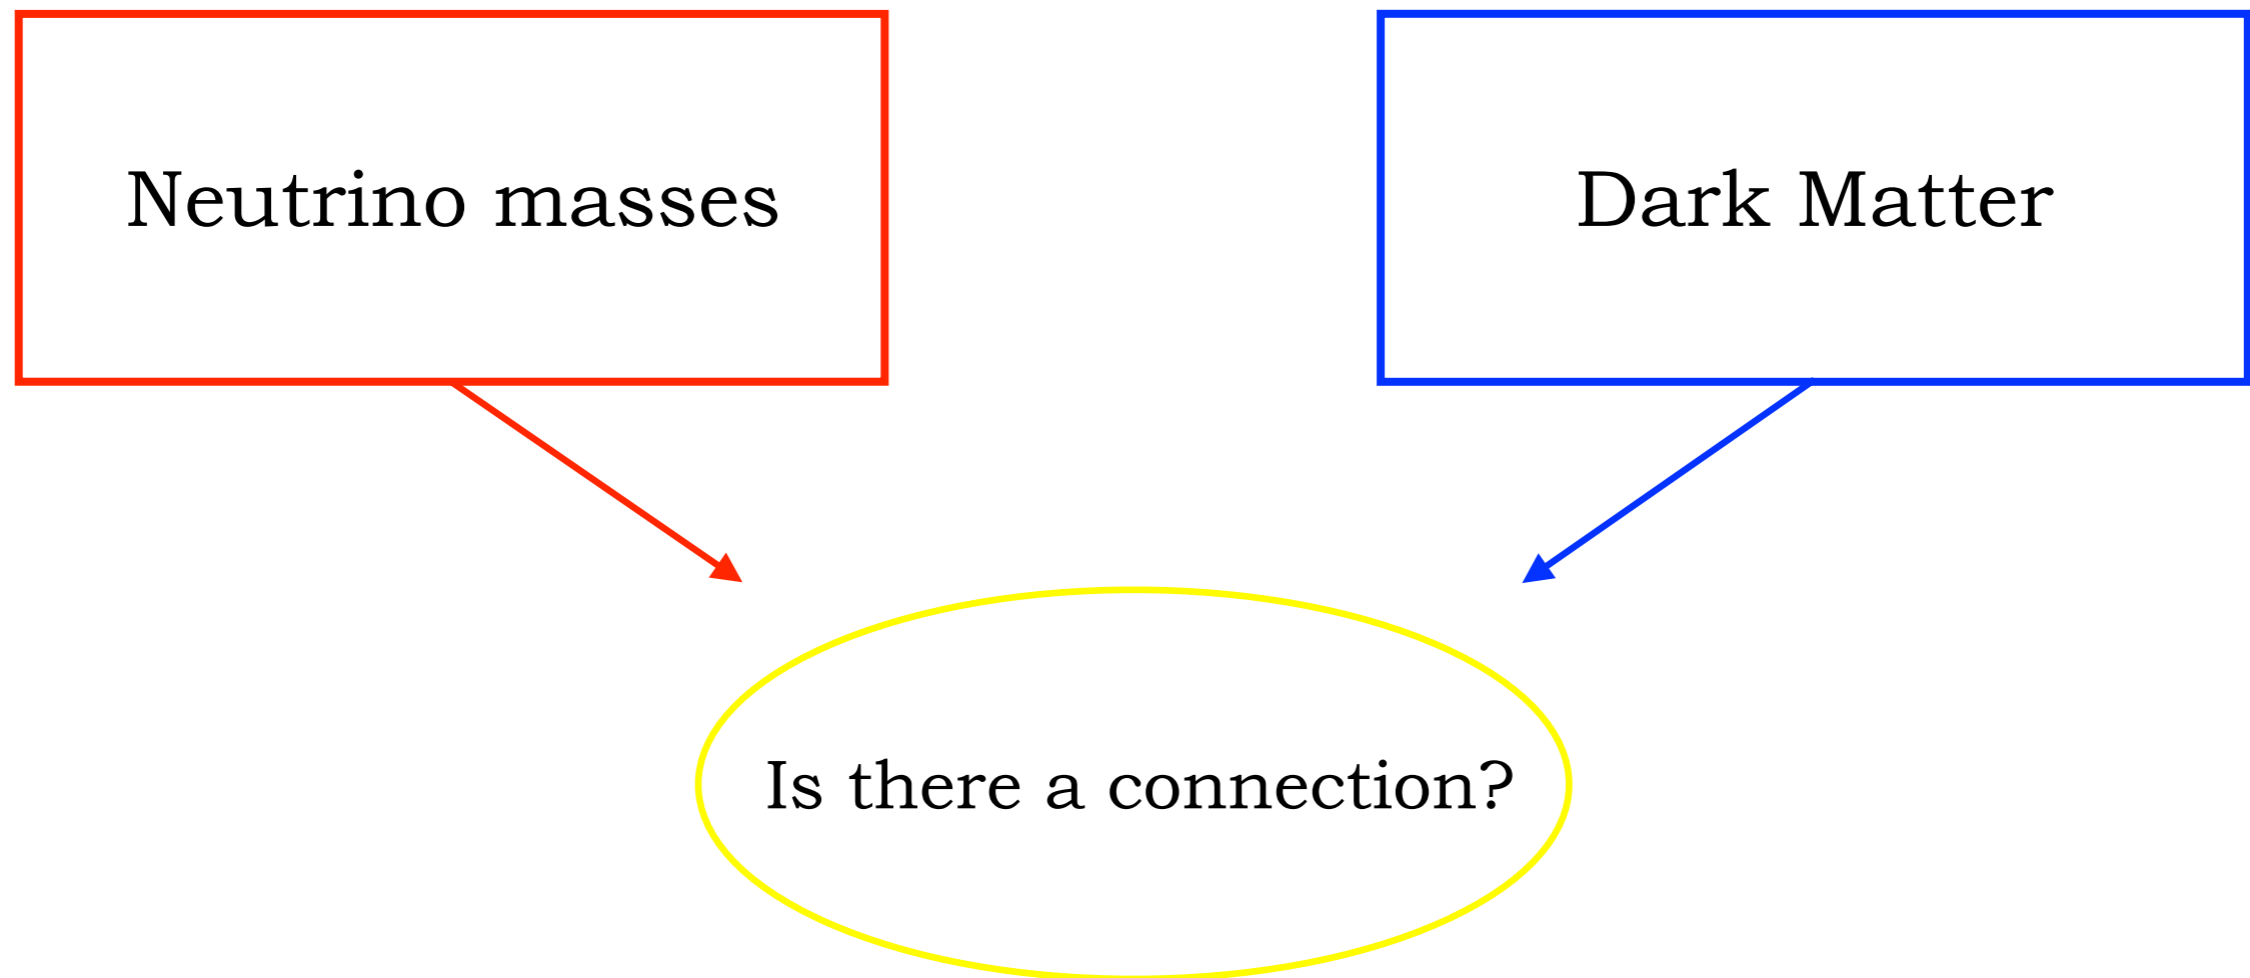 Neutrino masses
Dark Matter
Is there a connection?